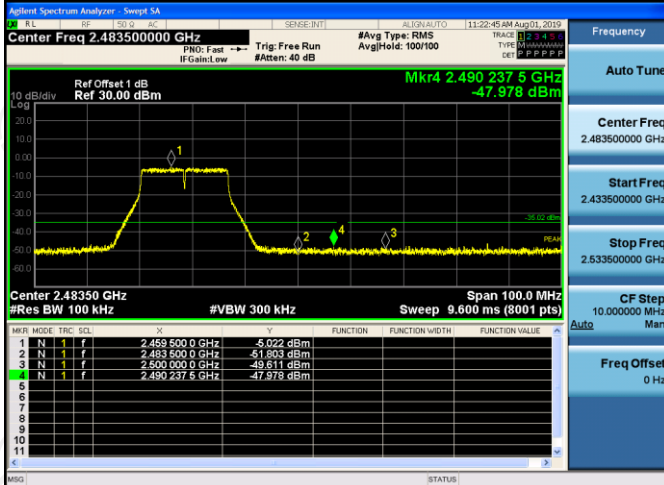 Agilent Spectrum Analyzer - Swept SA
RL RF 50 Ω AC SENSE:INT ALIGN AUTO 11:22:45 AM Aug 01, 2019
Center Freq 2.483500000 GHz
PNO: Fast
IFGain:Low
Trig: Free Run
#Atten: 40 dB
#Avg Type: RMS
Avg|Hold: 100/100
TRACE 1 2 3 4 5 6
TYPE M
DET P P P P P P
Ref Offset 1 dB
10 dB/div Ref 30.00 dBm
Log
Mkr4 2.490 237 5 GHz
-47.978 dBm
20.0
10.0
0.00
-10.0
-20.0
-30.0
-40.0
-50.0
-60.0
1
2
4
3
-35.02 dBm
PEAK
Center 2.48350 GHz Span 100.0 MHz
#Res BW 100 kHz #VBW 300 kHz Sweep 9.600 ms (8001 pts)
MKR MODE TRC SCL X Y FUNCTION FUNCTION WIDTH FUNCTION VALUE
1 N 1 f 2.459 500 0 GHz -5.022 dBm
2 N 1 f 2.483 500 0 GHz -51.803 dBm
3 N 1 f 2.500 000 0 GHz -49.611 dBm
4 N 1 f 2.490 237 5 GHz -47.978 dBm
5
6
7
8
9
10
11
MSG STATUS
Frequency
Auto Tune
Center Freq
2.483500000 GHz
Start Freq
2.433500000 GHz
Stop Freq
2.533500000 GHz
CF Step
10.000000 MHz
Auto Man
Freq Offset
0 Hz